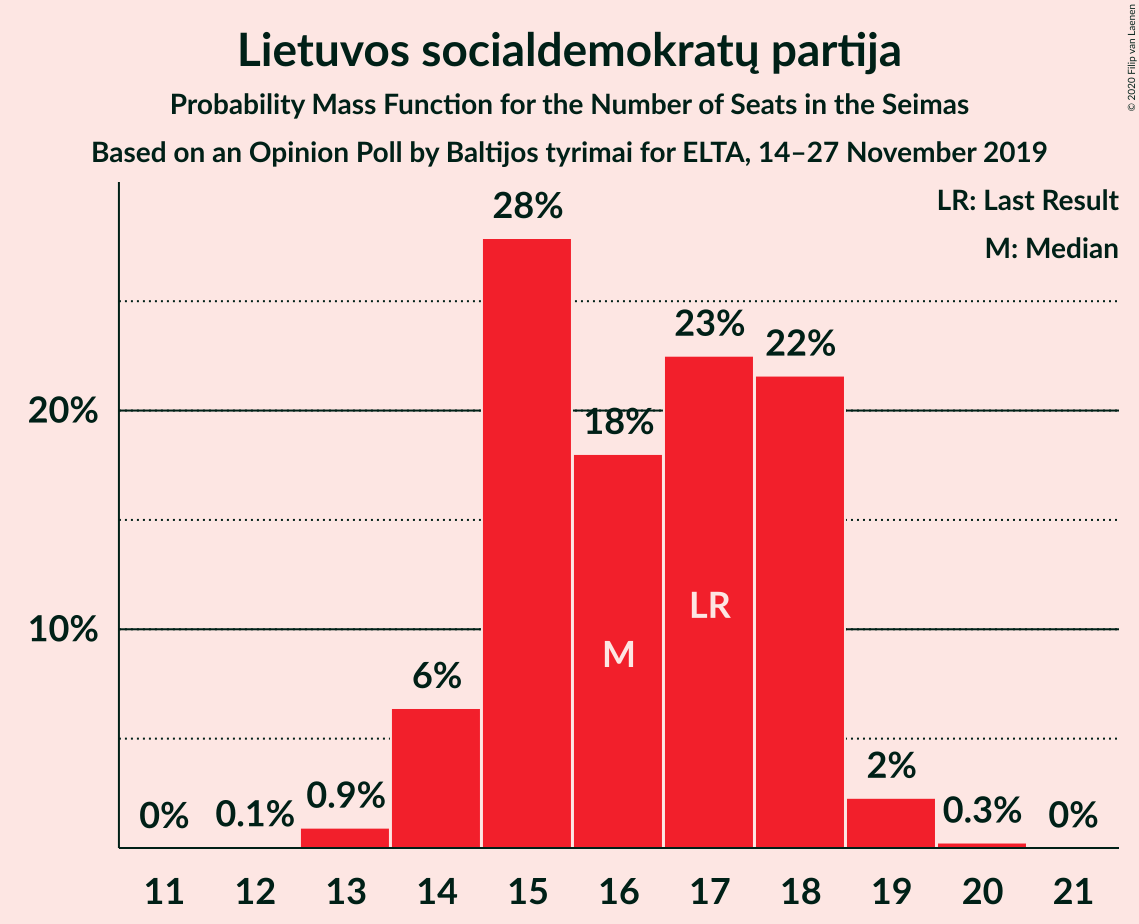 Lietuvos socialdemokratų partija
Probability Mass Function for the Number of Seats in the Seimas
Based on an Opinion Poll by Baltijos tyrimai for ELTA, 14–27 November 2019
© 2020 Filip van Laenen
LR: Last Result
M: Median
28%
23%
22%
20%
18%
LR
10%
M
6%
2%
0.9%
0%
0.1%
0.3%
0%
11 12 13 14 15 16 17 18 19 20 21